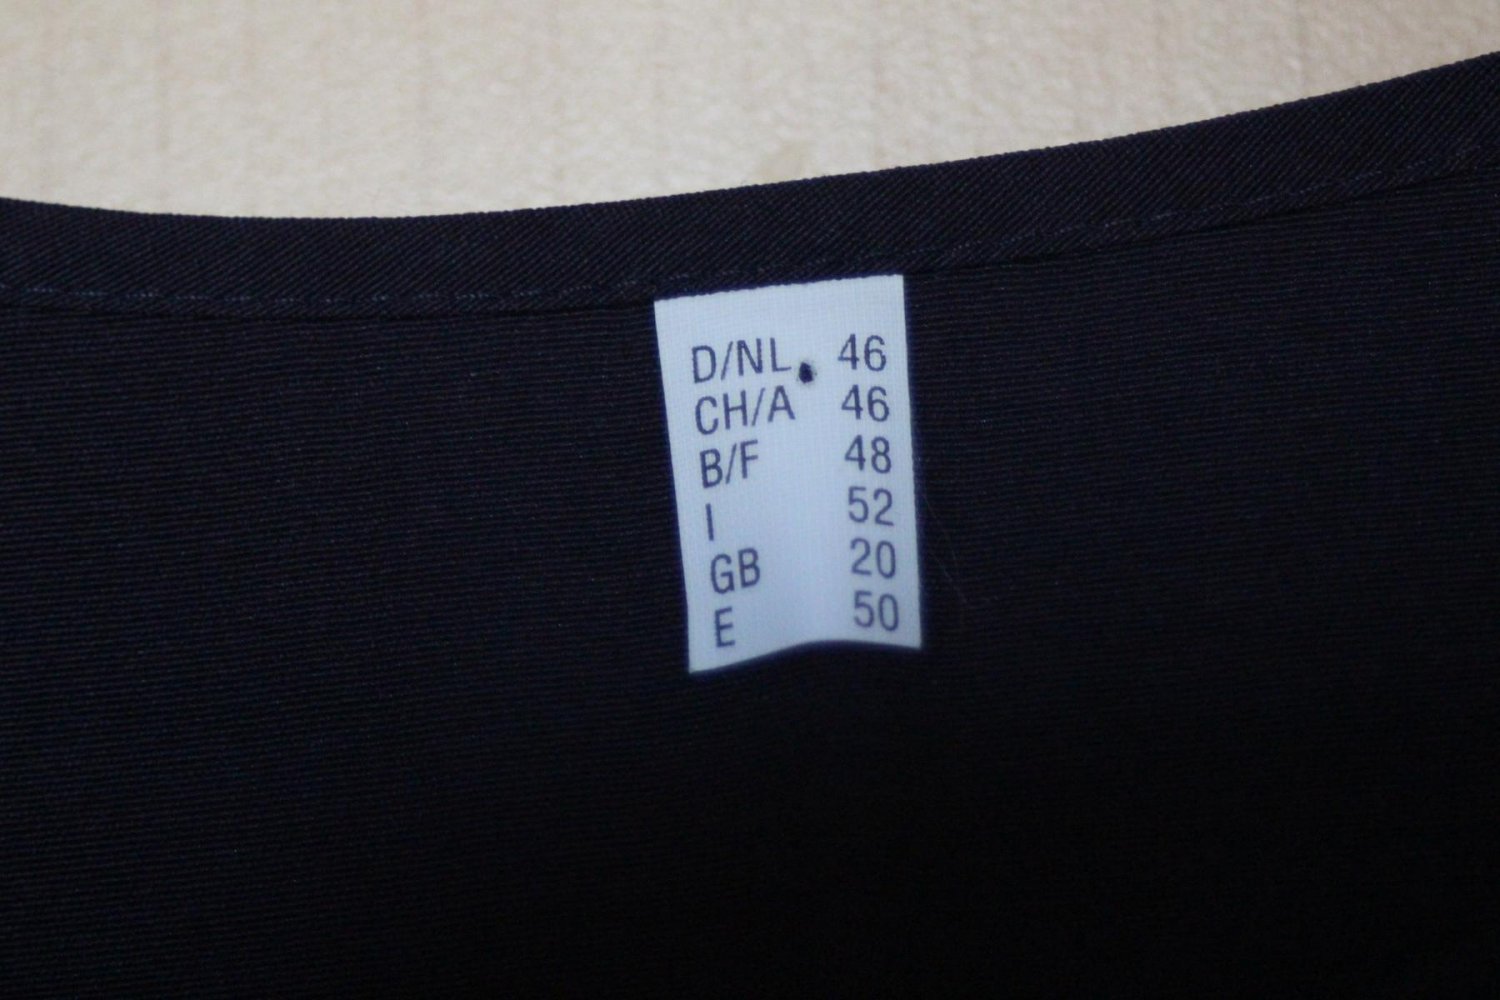 D/NL 46
CH/A 46
B/F 48
I 52
GB 20
E 50